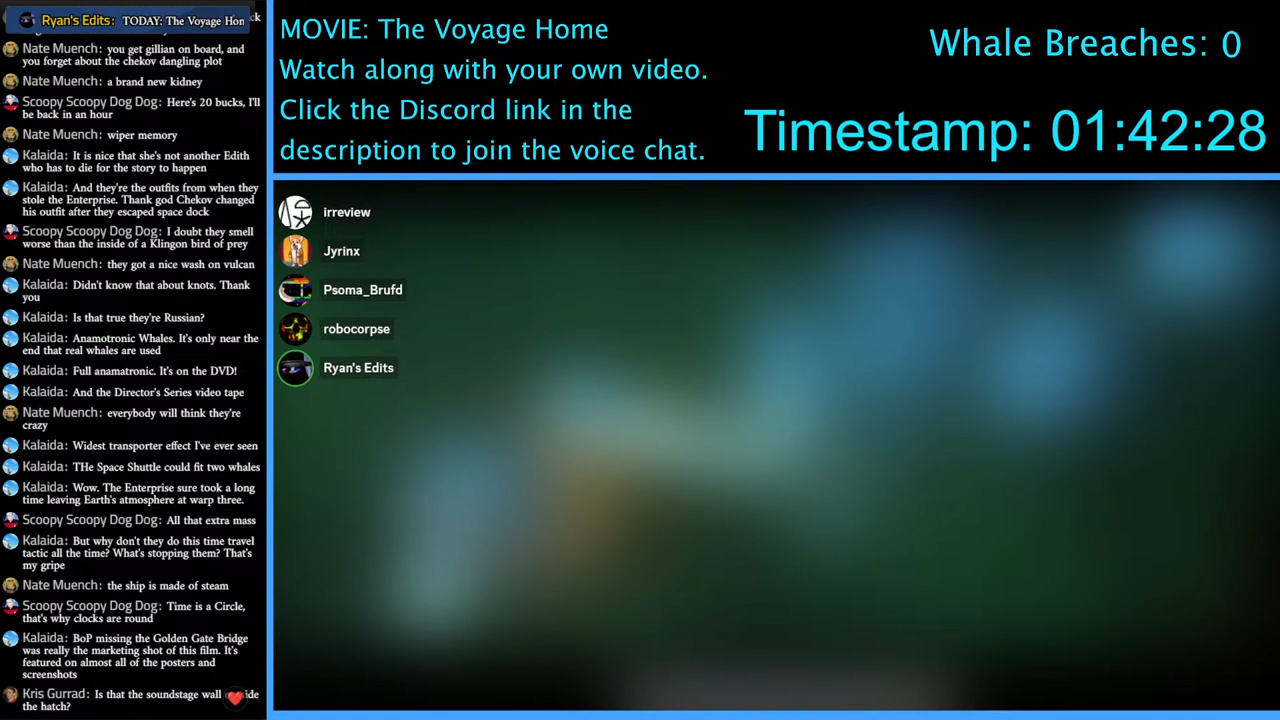 Ryan's Edits: TODAY: The Voyage Hon
Nate Muench: you get gillian on board, and
you forget about the chekov dangling plot
Nate Muench: a brand new kidney
Scoopy Scoopy Dog Dog: Here's 20 bucks, I'll
be back in an hour
Nate Muench: wiper memory
Kalaida: It is nice that she's not another Edith
who has to die for the story to happen
Kalaida: And they're the outfits from when they
stole the Enterprise. Thank god Chekov changed
his outfit after they escaped space dock
Scoopy Scoopy Dog Dog: I doubt they smell
worse than the inside of a Klingon bird of prey
Nate Muench: they got a nice wash on vulcan
Kalaida: Didn't know that about knots. Thank
you
Kalaida: Is that true they're Russian?
Kalaida: Anamotronic Whales. It's only near the
end that real whales are used
Kalaida: Full anamatronic. It's on the DVD!
Kalaida: And the Director's Series video tape
Nate Muench: everybody will think they're
crazy
Kalaida: Widest transporter effect I've ever seen
Kalaida: THe Space Shuttle could fit two whales
Kalaida: Wow. The Enterprise sure took a long
time leaving Earth's atmosphere at warp three.
Scoopy Scoopy Dog Dog: All that extra mass
Kalaida: But why don't they do this time travel
tactic all the time? What's stopping them? That's
my gripe
Nate Muench: the ship is made of steam
Scoopy Scoopy Dog Dog: Time is a Circle,
that's why clocks are round
Kalaida: BoP missing the Golden Gate Bridge
was really the marketing shot of this film. It's
featured on almost all of the posters and
screenshots
Kris Gurrad: Is that the soundstage wall ide
the hatch?
MOVIE: The Voyage Home
Watch along with your own video.
Click the Discord link in the
description to join the voice chat.
Whale Breaches: 0
Timestamp: 01:42:28
irreview
Jyrinx
Psoma_Brufd
robocorpse
Ryan's Edits